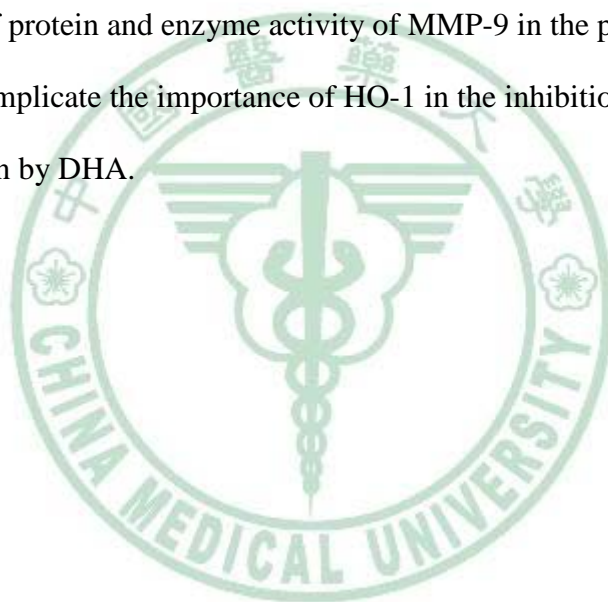 f protein and enzyme activity of MMP-9 in the p
mplicate the importance of HO-1 in the inhibitio
n by DHA.
中國醫藥大學
CHINA MEDICAL UNIVERSITY